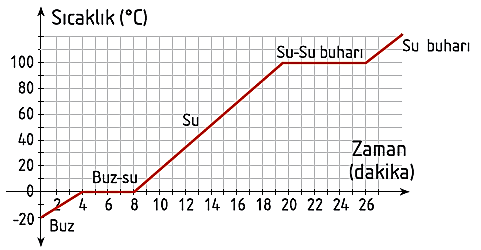 Sıcaklık (°C)
Su-Su buharı
Su buharı
100
80
60
Su
40
Zaman
20
Buz-su
(dakika)
0
2 4 6 8 10 12 14 16 18 20 22 24 26
-20
Buz